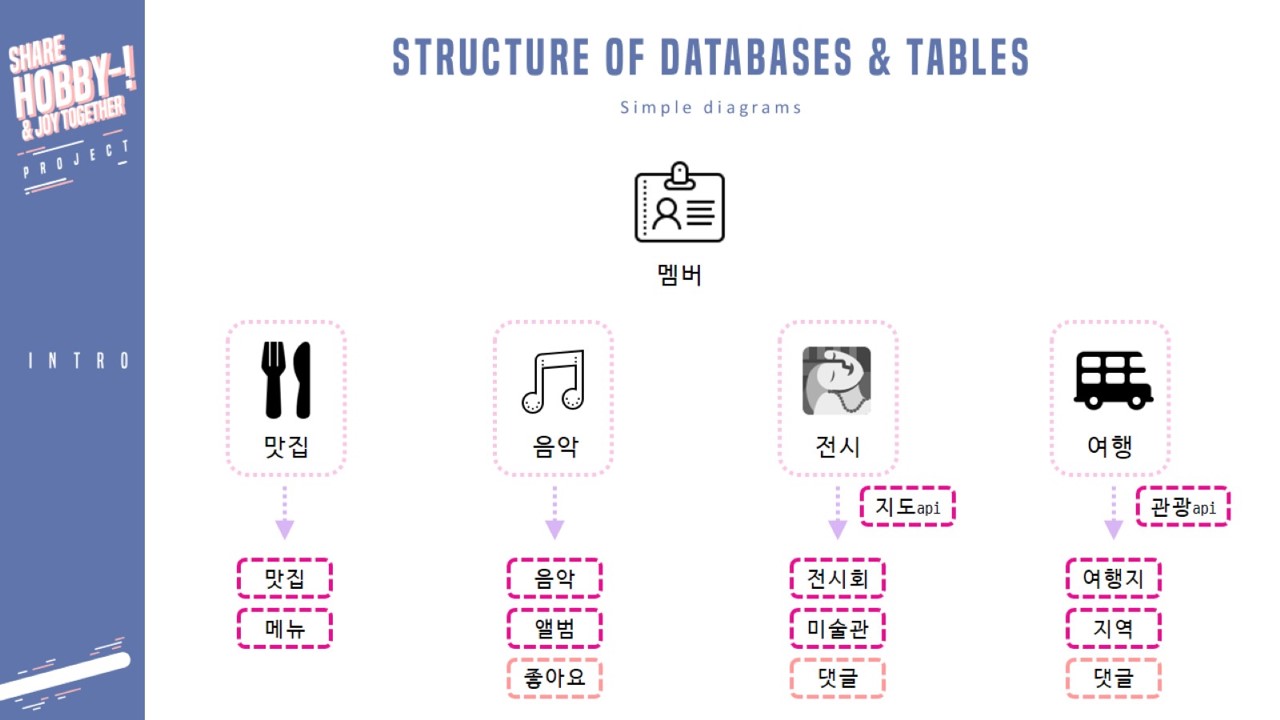 SHARE
HOBBY-!
& JOY TOGETHER
PROJECT
INTRO
STRUCTURE OF DATABASES & TABLES
Simple diagrams
멤버
맛집
음악
전시
여행
지도api
관광api
맛집
음악
전시회
여행지
메뉴
앨범
미술관
지역
좋아요
댓글
댓글